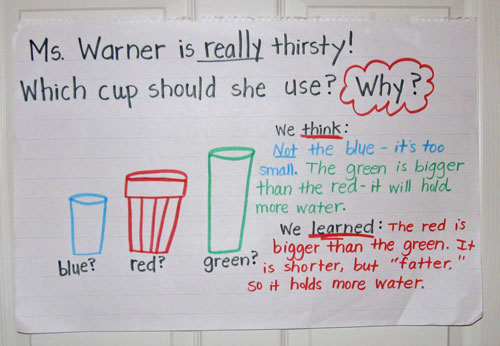 Ms. Warner is really thirsty!
Which cup should she use? Why?
We think:
Not the blue - it's too
small. The green is bigger
than the red - it will hold
more water.
We learned: The red is
bigger than the green. It
is shorter, but "fatter."
so it holds more water.
blue? red? green?